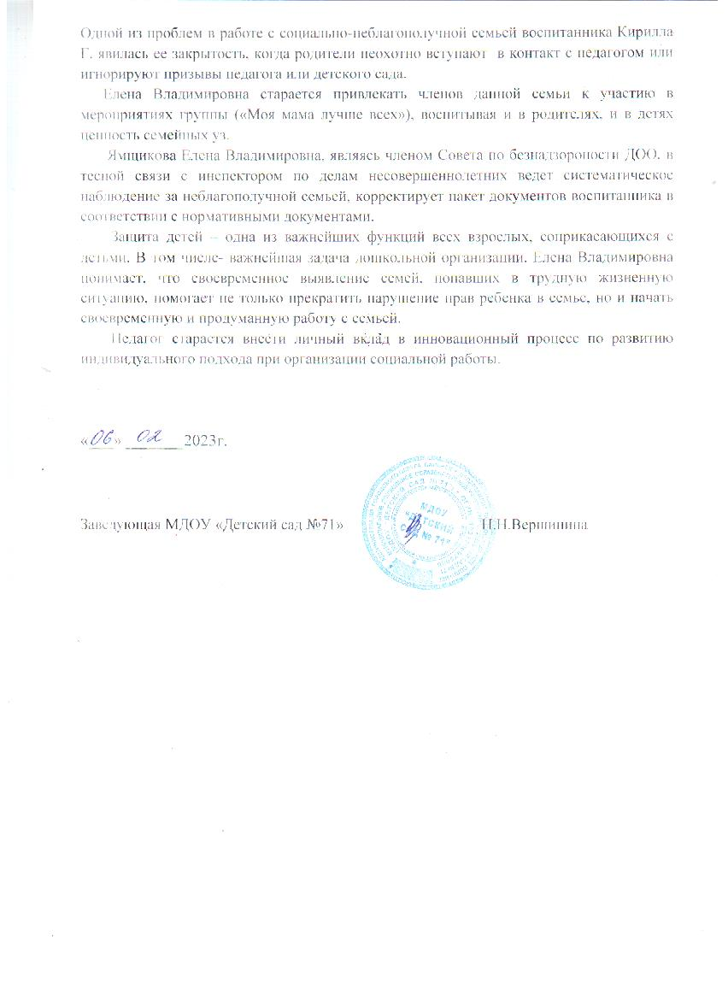 Одной из проблем в работе с социально-неблагополучной семьей воспитанника Кирилла
Г. явилась ее закрытость, когда родители неохотно вступают в контакт с педагогом или
игнорируют призывы педагога или детского сада.
Елена Владимировна старается привлекать членов данной семьи к участию в
мероприятиях группы («Моя мама лучше всех»), воспитывая и в родителях, и в детях
ценность семейных уз.
Ямщикова Елена Владимировна, являясь членом Совета по безнадзорности ДОО, в
тесной связи с инспектором по делам несовершеннолетних ведет систематическое
наблюдение за неблагополучной семьей, корректирует пакет документов воспитанника в
соответствии с нормативными документами.
Защита детей – одна из важнейших функций всех взрослых, соприкасающихся с
детьми. В том числе- важнейшая задача дошкольной организации. Елена Владимировна
понимает, что своевременное выявление семей, попавших в трудную жизненную
ситуацию, помогает не только прекратить нарушение прав ребенка в семье, но и начать
своевременную и продуманную работу с семьей.
Педагог старается внести личный вклад в инновационный процесс по развитию
индивидуального подхода при организации социальной работы.
«06» 02 2023г.
Заведующая МДОУ «Детский сад №71» Н.Н.Вершинина
МДОУ
"ДЕТСКИЙ
САД № 71"